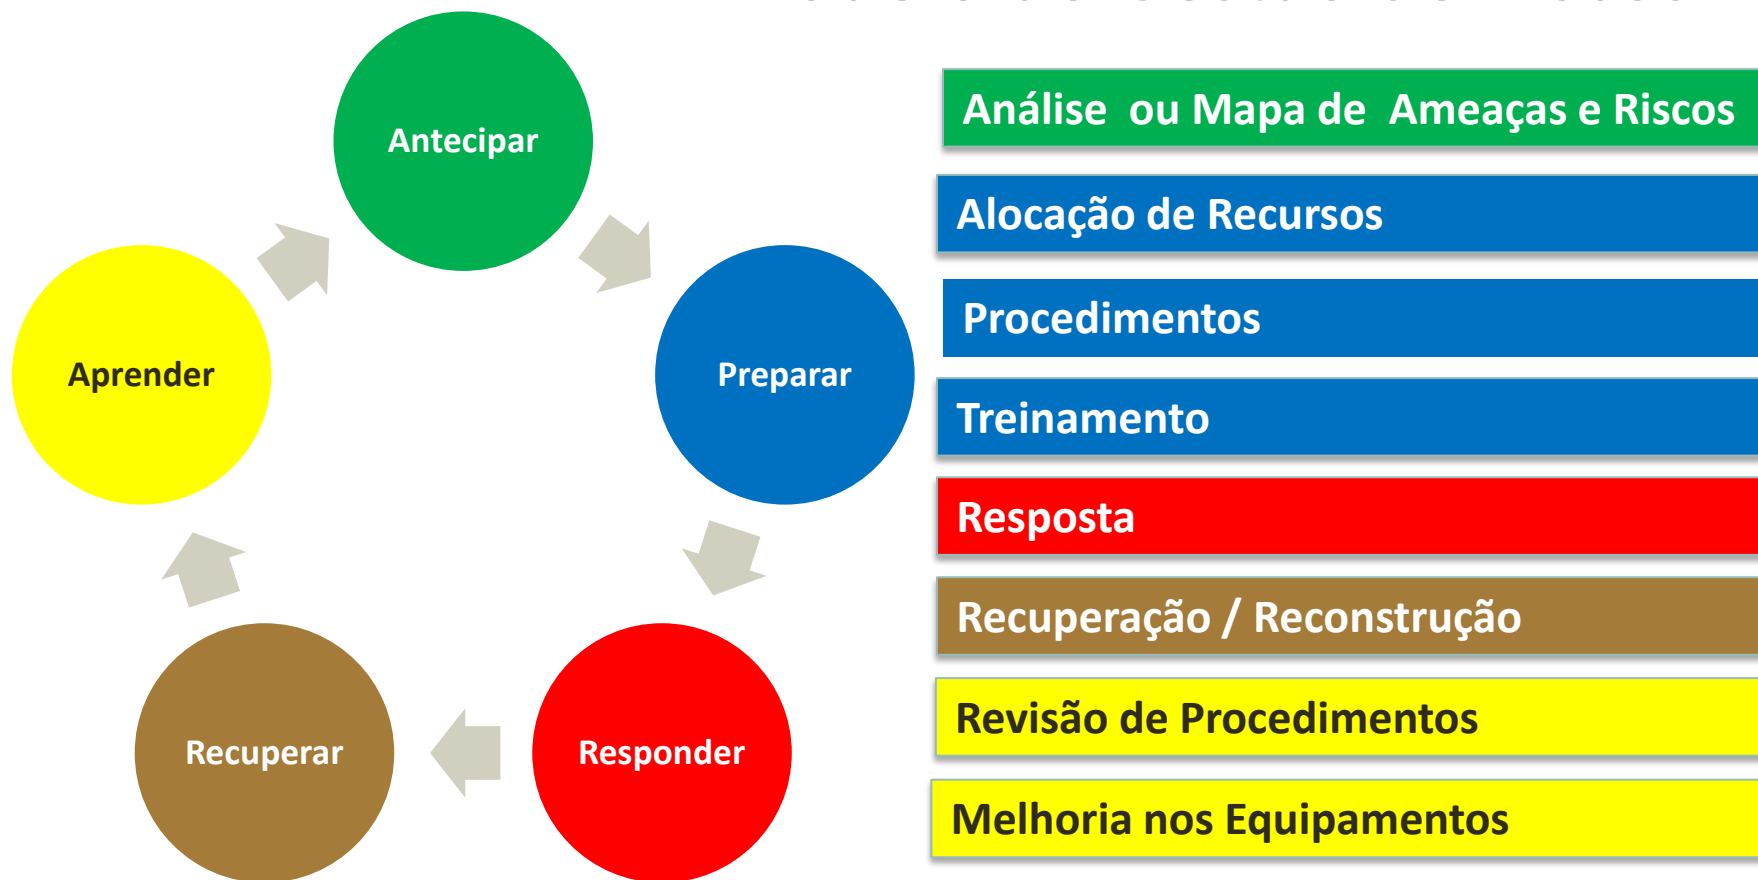 Antecipar
Preparar
Responder
Recuperar
Aprender
Análise ou Mapa de Ameaças e Riscos
Alocação de Recursos
Procedimentos
Treinamento
Resposta
Recuperação / Reconstrução
Revisão de Procedimentos
Melhoria nos Equipamentos